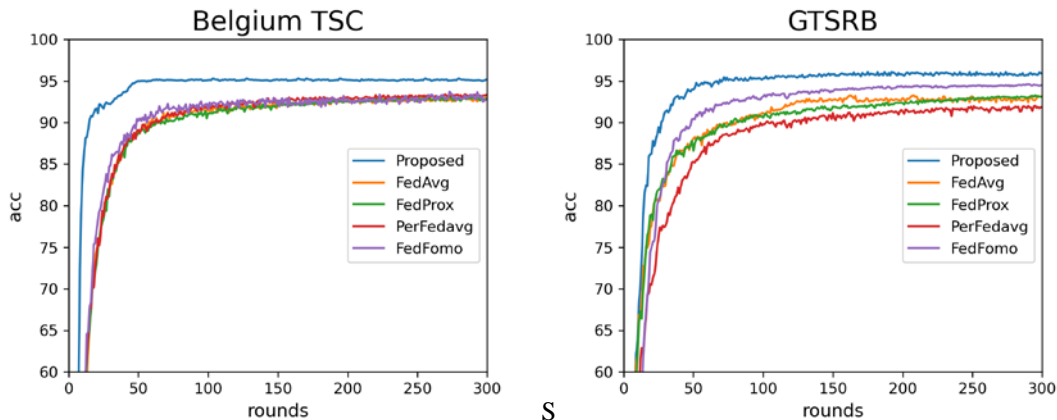 Belgium TSC
100
95
90
85
80
75
70
65
60
acc
0 50 100 150 200 250 300
rounds
Proposed
FedAvg
FedProx
PerFedavg
FedFomo
S
GTSRB
100
95
90
85
80
75
70
65
60
acc
0 50 100 150 200 250 300
rounds
Proposed
FedAvg
FedProx
PerFedavg
FedFomo